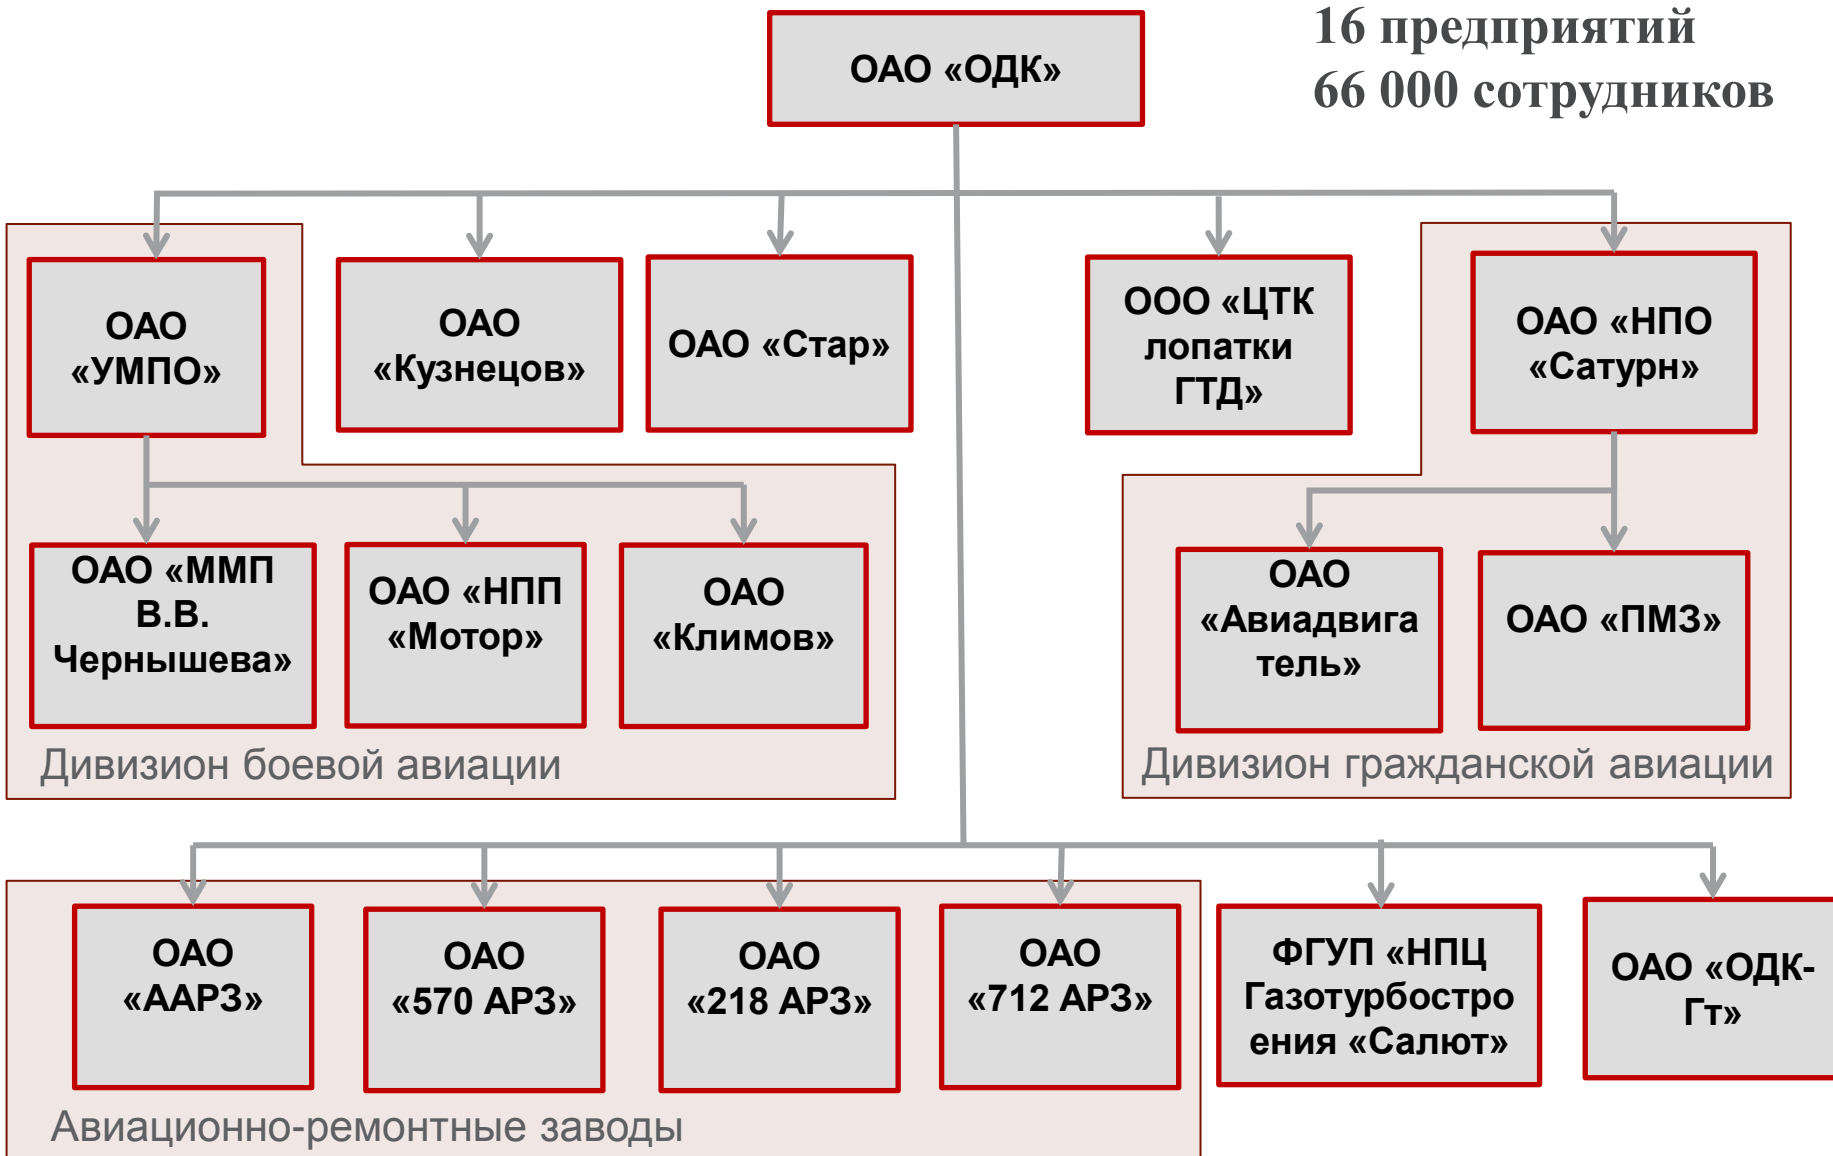 16 предприятий
66 000 сотрудников
ОАО «ОДК»
ОАО
«УМПО»
ОАО
«Кузнецов»
ОАО «Стар»
ООО «ЦТК
лопатки
ГТД»
ОАО «НПО
«Сатурн»
ОАО «ММП
В.В.
Чернышева»
ОАО «НПП
«Мотор»
ОАО
«Климов»
Дивизион боевой авиации
ОАО
«Авиадвига
тель»
ОАО «ПМЗ»
Дивизион гражданской авиации
ОАО
«ААРЗ»
ОАО
«570 АРЗ»
ОАО
«218 АРЗ»
ОАО
«712 АРЗ»
Авиационно-ремонтные заводы
ФГУП «НПЦ
Газотурбостро
ения «Салют»
ОАО «ОДК-
Гт»